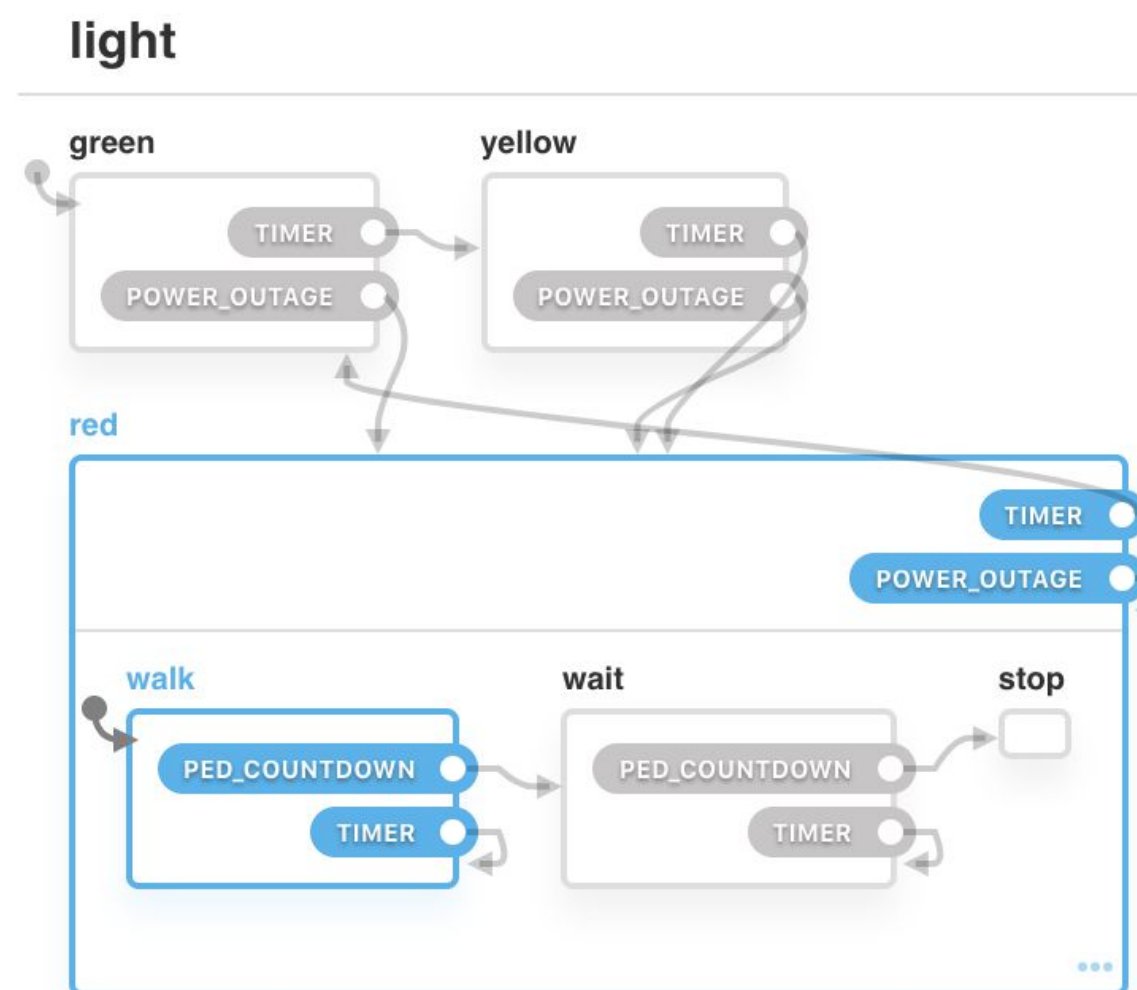 light
green
yellow
TIMER
TIMER
POWER_OUTAGE
POWER_OUTAGE
red
TIMER
POWER_OUTAGE
walk
wait
stop
PED_COUNTDOWN
PED_COUNTDOWN
TIMER
TIMER